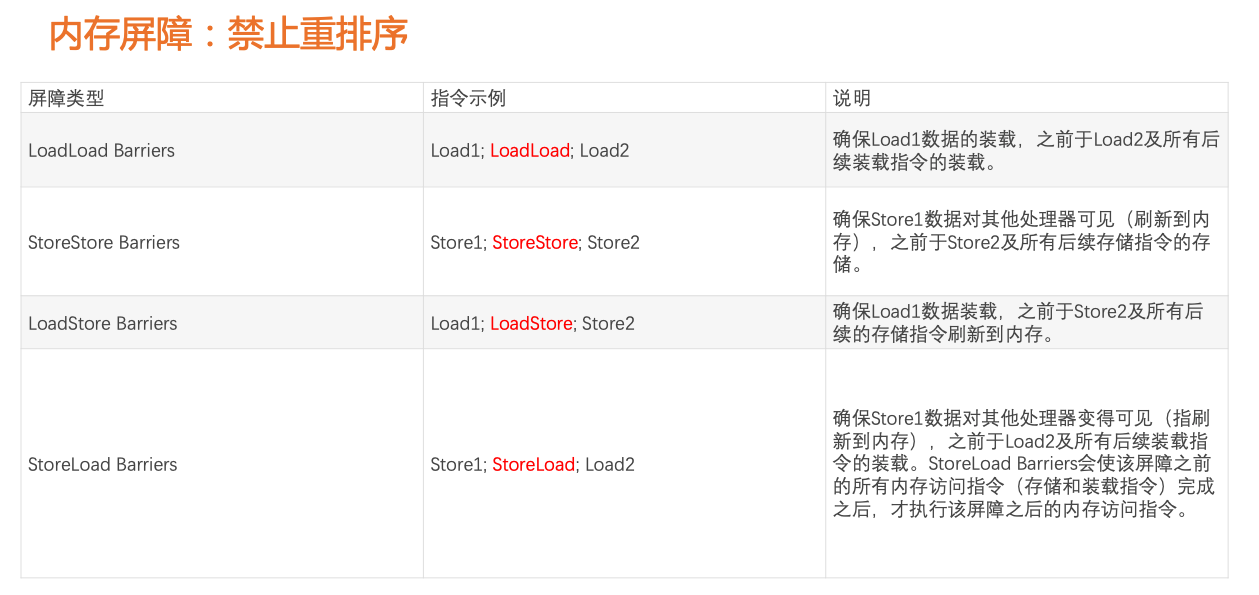 内存屏障：禁止重排序
屏障类型
指令示例
说明
LoadLoad Barriers
Load1; LoadLoad; Load2
确保Load1数据的装载，之前于Load2及所有后
续装载指令的装载。
StoreStore Barriers
Store1; StoreStore; Store2
确保Store1数据对其他处理器可见（刷新到内
存），之前于Store2及所有后续存储指令的存
储。
LoadStore Barriers
Load1; LoadStore; Store2
确保Load1数据装载，之前于Store2及所有后
续的存储指令刷新到内存。
StoreLoad Barriers
Store1; StoreLoad; Load2
确保Store1数据对其他处理器变得可见（指刷
新到内存），之前于Load2及所有后续装载指
令的装载。StoreLoad Barriers会使该屏障之前
的所有内存访问指令（存储和装载指令）完成
之后，才执行该屏障之后的内存访问指令。